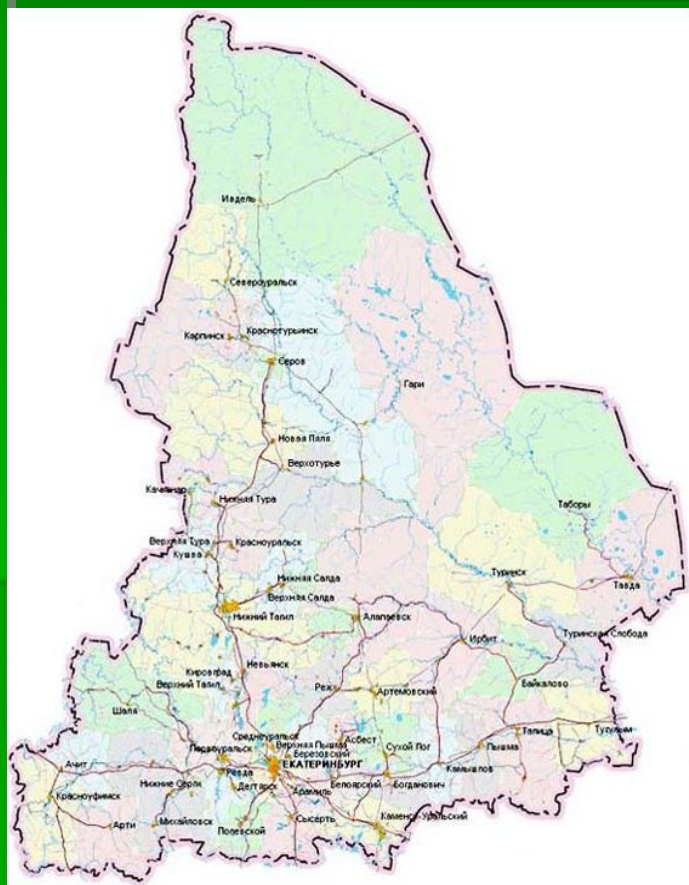 Ивдель
Североуральск
Карпинск
Краснотурьинск
Серов
Гари
Новая Ляля
Верхотурье
Качканар
Нижняя Тура
Таборы
Верхняя Тура
Красноуральск
Кушва
Туринск
Тавда
Нижняя Салда
Верхняя Салда
Нижний Тагил
Алапаевск
Ирбит
Туринская Слобода
Невьянск
Кировград
Верхний Тагил
Реж
Артемовский
Байкалово
Шаля
Среднеуральск
Верхняя Пышма
Асбест
Сухой Лог
Пышма
Талица
Тугулым
Первоуральск
Березовский
ЕКАТЕРИНБУРГ
Ачит
Ревда
Белоярский
Богданович
Камышлов
Нижние Серги
Дегтярск
Арамиль
Красноуфимск
Арти
Михайловск
Полевской
Сысерть
Каменск-Уральский